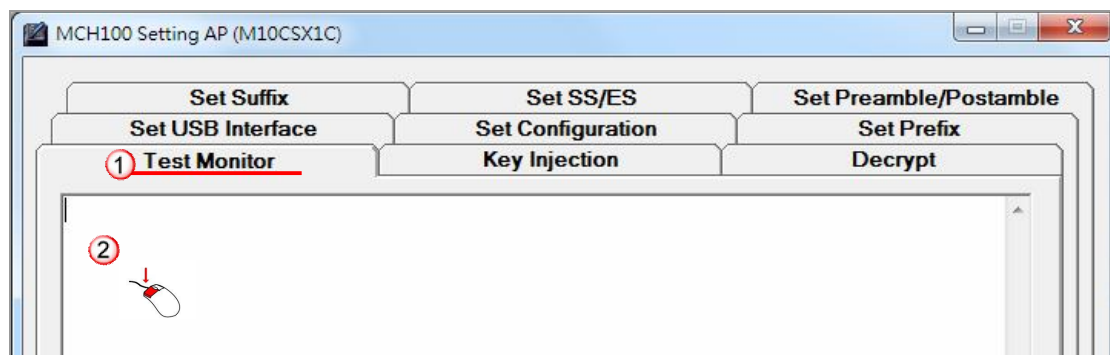 MCH100 Setting AP (M10CSX1C)
Set Suffix Set SS/ES Set Preamble/Postamble
Set USB Interface Set Configuration Set Prefix
1 Test Monitor Key Injection Decrypt
2